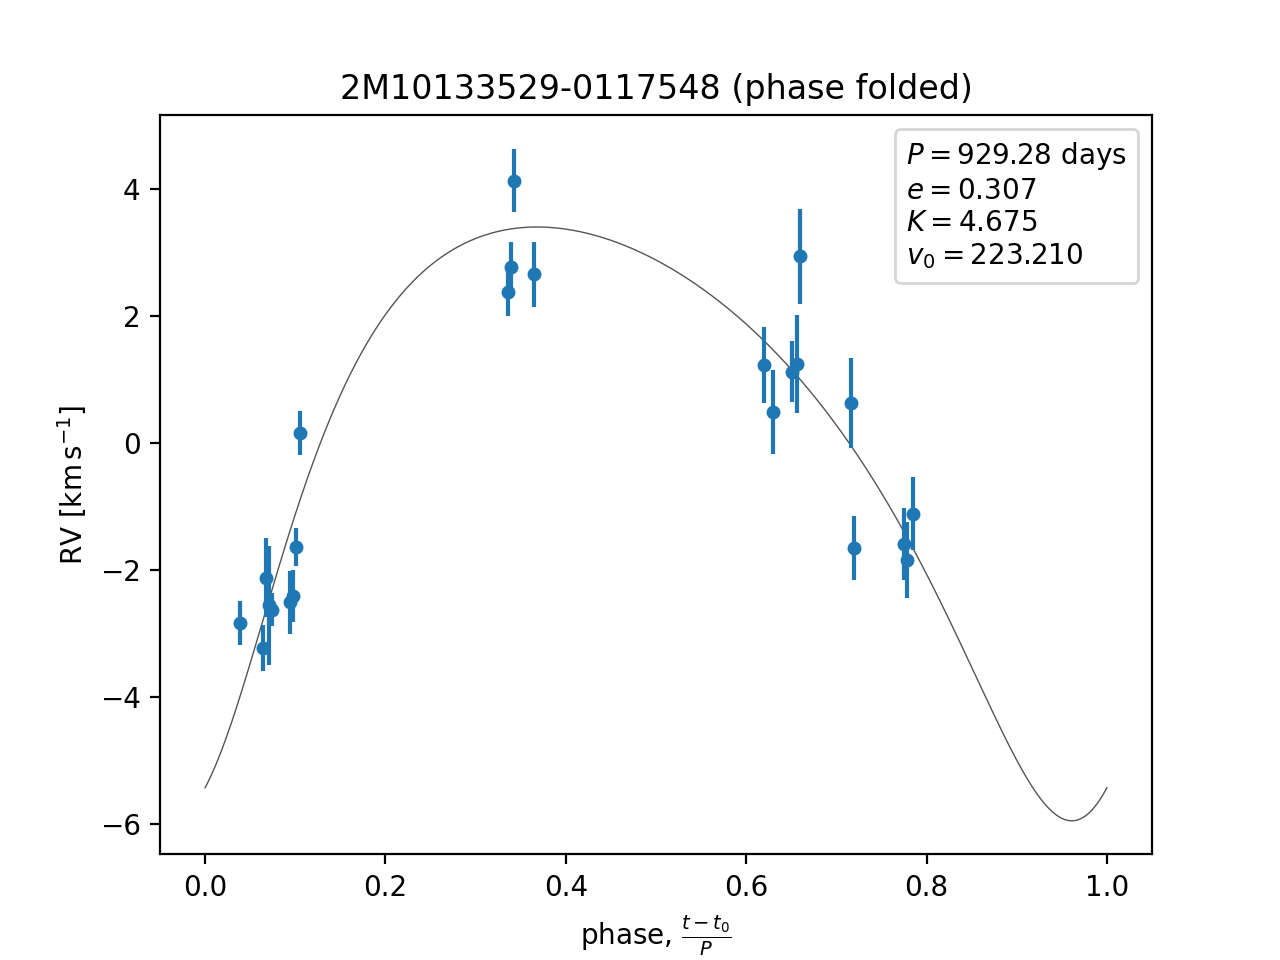 2M10133529-0117548 (phase folded)
P = 929.28 days
e = 0.307
K = 4.675
v₀ = 223.210
4
2
0
−2
−4
−6
RV [km s⁻¹]
0.0 0.2 0.4 0.6 0.8 1.0
phase, (t − t₀)/P